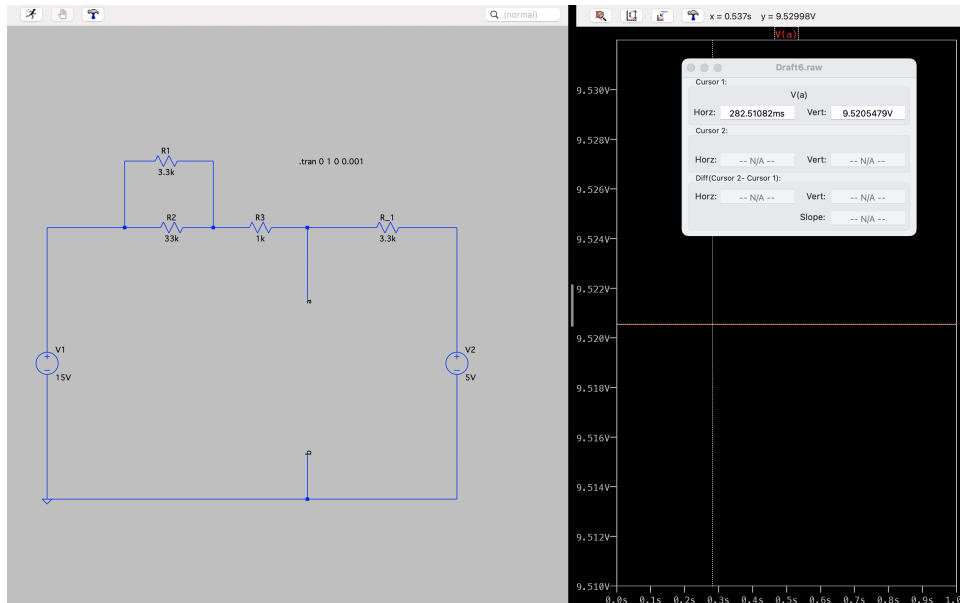 (normal)
x = 0.537s y = 9.52998V
V(a)
R1
3.3k
.tran 0 1 0 0.001
R2
33k
R3
1k
R_1
3.3k
a
V1
15V
V2
5V
b
Draft6.raw
Cursor 1:
V(a)
Horz: 282.51082ms Vert: 9.5205479V
Cursor 2:
Horz: -- N/A -- Vert: -- N/A --
Diff(Cursor 2- Cursor 1):
Horz: -- N/A -- Vert: -- N/A --
Slope: -- N/A --
9.530V
9.528V
9.526V
9.524V
9.522V
9.520V
9.518V
9.516V
9.514V
9.512V
9.510V
0.0s 0.1s 0.2s 0.3s 0.4s 0.5s 0.6s 0.7s 0.8s 0.9s